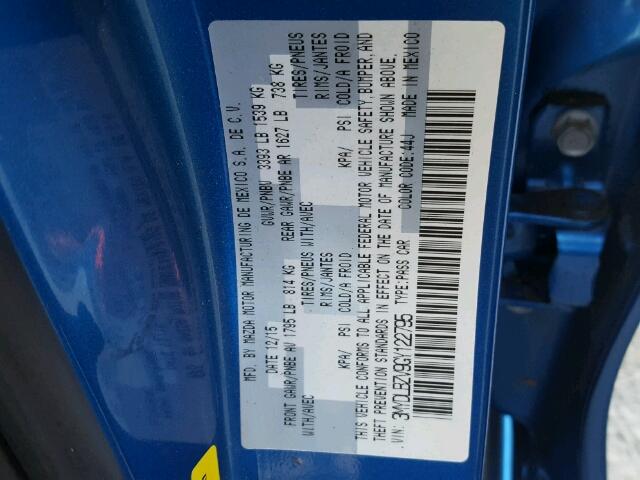 MFD. BY MAZDA MOTOR MANUFACTURING DE MEXICO S.A. DE C.V.
DATE 12/15 GVWR/PNBV 3393 LB 1539 KG
FRONT GAWR/PNBE AV 1795 LB 814 KG REAR GAWR/PNBE AR 1627 LB 738 KG
WITH/AVEC TIRES/PNEUS WITH/AVEC TIRES/PNEUS
RIMS/JANTES RIMS/JANTES
KPA/ PSI COLD/A FROID KPA/ PSI COLD/A FROID
THIS VEHICLE CONFORMS TO ALL APPLICABLE FEDERAL MOTOR VEHICLE SAFETY, BUMPER, AND
THEFT PREVENTION STANDARDS IN EFFECT ON THE DATE OF MANUFACTURE SHOWN ABOVE.
VIN: 3MYDLBZV9GY122795 TYPE:PASS CAR COLOR CODE:44J MADE IN MEXICO